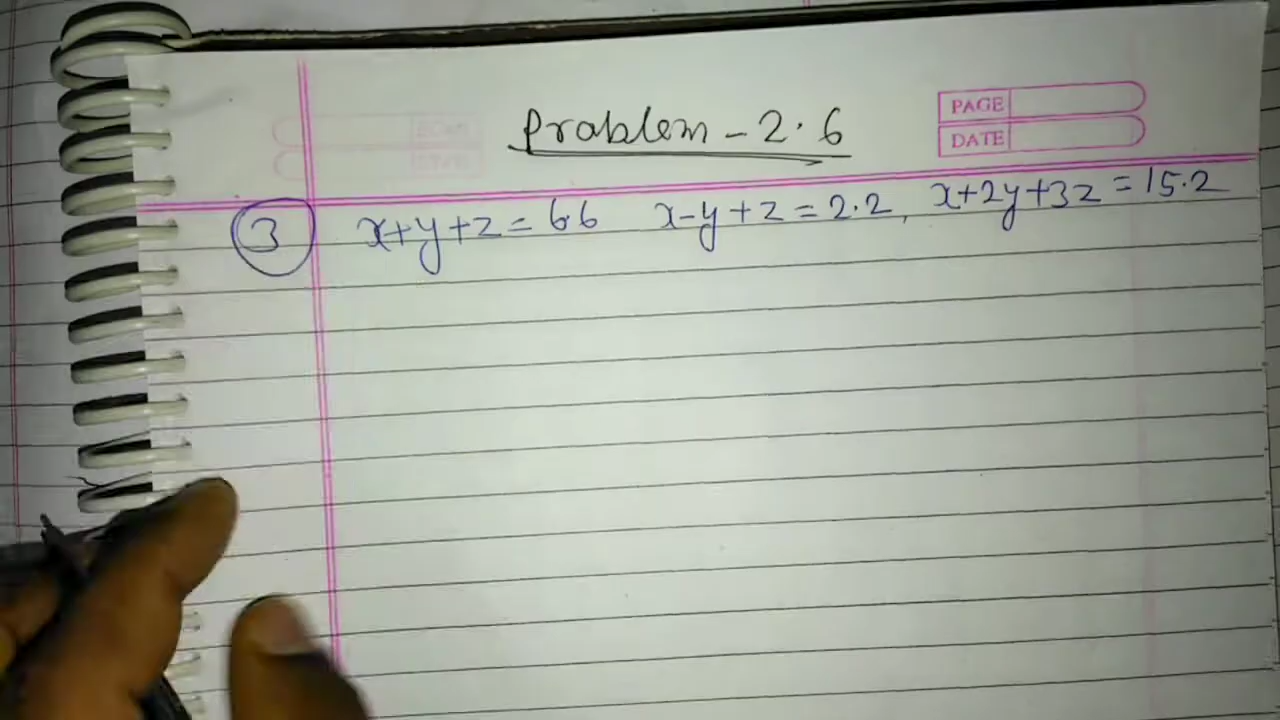 Problem - 2.6
PAGE
DATE
3 x+y+z=6.6 x-y+z=2.2, x+2y+3z=15.2